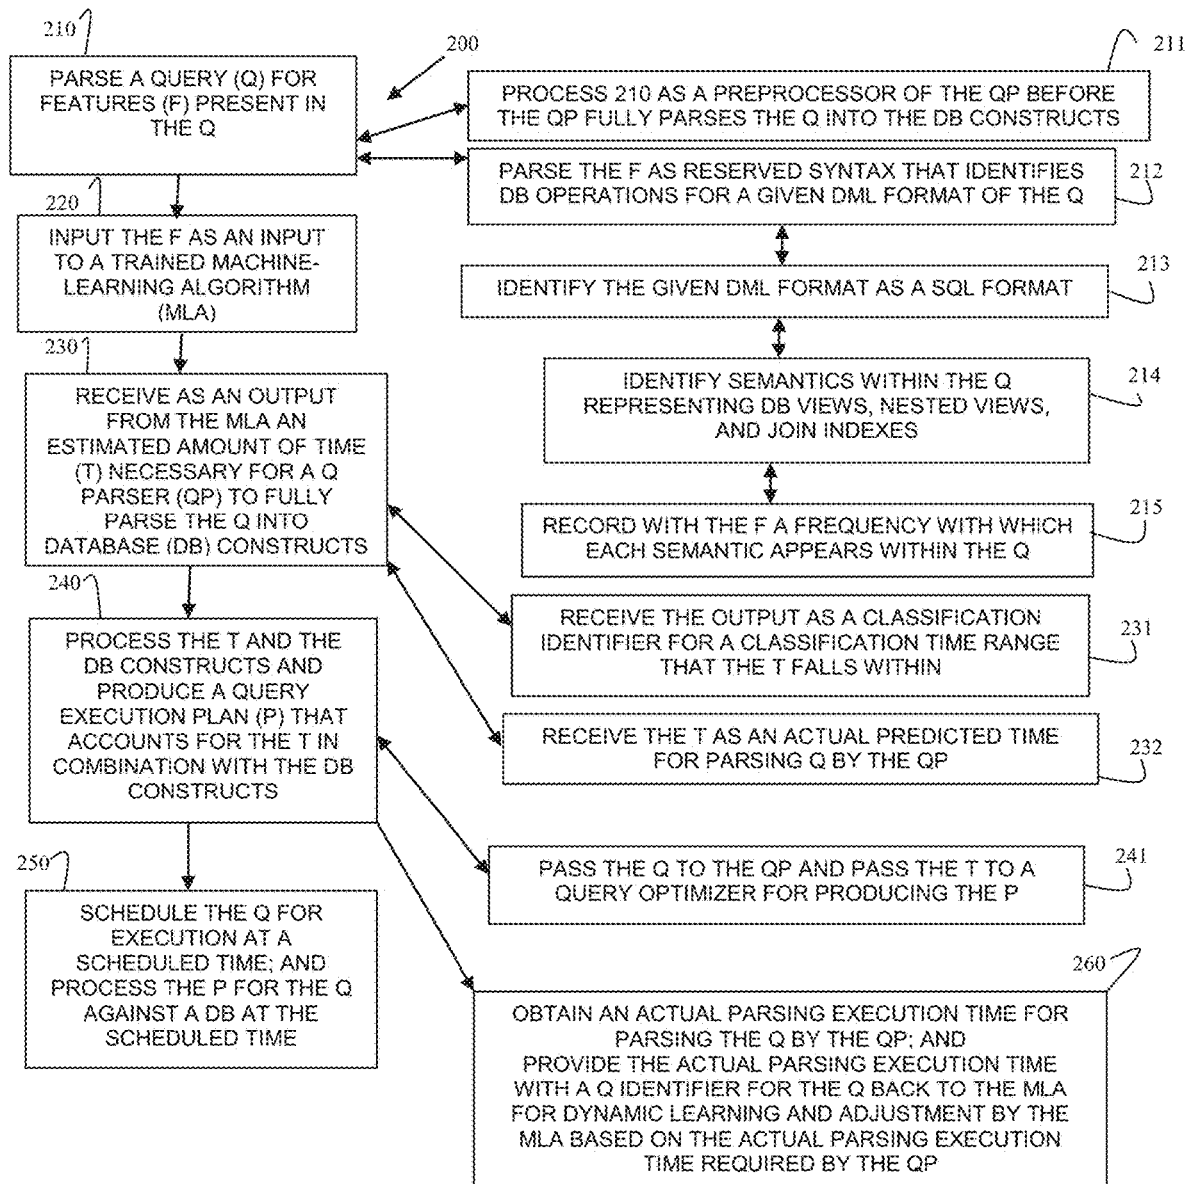 210
PARSE A QUERY (Q) FOR
FEATURES (F) PRESENT IN
THE Q
200
211
PROCESS 210 AS A PREPROCESSOR OF THE QP BEFORE
THE QP FULLY PARSES THE Q INTO THE DB CONSTRUCTS
PARSE THE F AS RESERVED SYNTAX THAT IDENTIFIES
DB OPERATIONS FOR A GIVEN DML FORMAT OF THE Q
212
220
INPUT THE F AS AN INPUT
TO A TRAINED MACHINE-
LEARNING ALGORITHM
(MLA)
IDENTIFY THE GIVEN DML FORMAT AS A SQL FORMAT
213
230
RECEIVE AS AN OUTPUT
FROM THE MLA AN
ESTIMATED AMOUNT OF TIME
(T) NECESSARY FOR A Q
PARSER (QP) TO FULLY
PARSE THE Q INTO
DATABASE (DB) CONSTRUCTS
IDENTIFY SEMANTICS WITHIN THE Q
REPRESENTING DB VIEWS, NESTED VIEWS,
AND JOIN INDEXES
214
RECORD WITH THE F A FREQUENCY WITH WHICH
EACH SEMANTIC APPEARS WITHIN THE Q
215
240
PROCESS THE T AND THE
DB CONSTRUCTS AND
PRODUCE A QUERY
EXECUTION PLAN (P) THAT
ACCOUNTS FOR THE T IN
COMBINATION WITH THE DB
CONSTRUCTS
RECEIVE THE OUTPUT AS A CLASSIFICATION
IDENTIFIER FOR A CLASSIFICATION TIME RANGE
THAT THE T FALLS WITHIN
231
RECEIVE THE T AS AN ACTUAL PREDICTED TIME
FOR PARSING Q BY THE QP
232
PASS THE Q TO THE QP AND PASS THE T TO A
QUERY OPTIMIZER FOR PRODUCING THE P
241
250
SCHEDULE THE Q FOR
EXECUTION AT A
SCHEDULED TIME; AND
PROCESS THE P FOR THE Q
AGAINST A DB AT THE
SCHEDULED TIME
260
OBTAIN AN ACTUAL PARSING EXECUTION TIME FOR
PARSING THE Q BY THE QP; AND
PROVIDE THE ACTUAL PARSING EXECUTION TIME
WITH A Q IDENTIFIER FOR THE Q BACK TO THE MLA
FOR DYNAMIC LEARNING AND ADJUSTMENT BY THE
MLA BASED ON THE ACTUAL PARSING EXECUTION
TIME REQUIRED BY THE QP